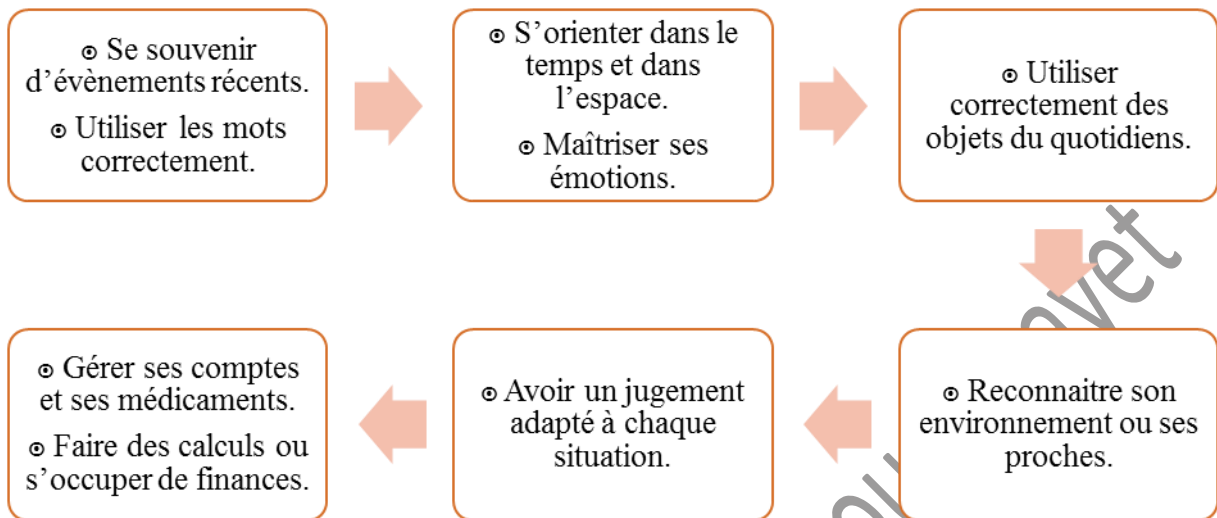 ⊙ Se souvenir
d’évènements récents.
⊙ Utiliser les mots
correctement.
⊙ S’orienter dans le
temps et dans
l’espace.
⊙ Maîtriser ses
émotions.
⊙ Utiliser
correctement des
objets du quotidiens.
⊙ Reconnaitre son
environnement ou ses
proches.
⊙ Avoir un jugement
adapté à chaque
situation.
⊙ Gérer ses comptes
et ses médicaments.
⊙ Faire des calculs ou
s’occuper de finances.